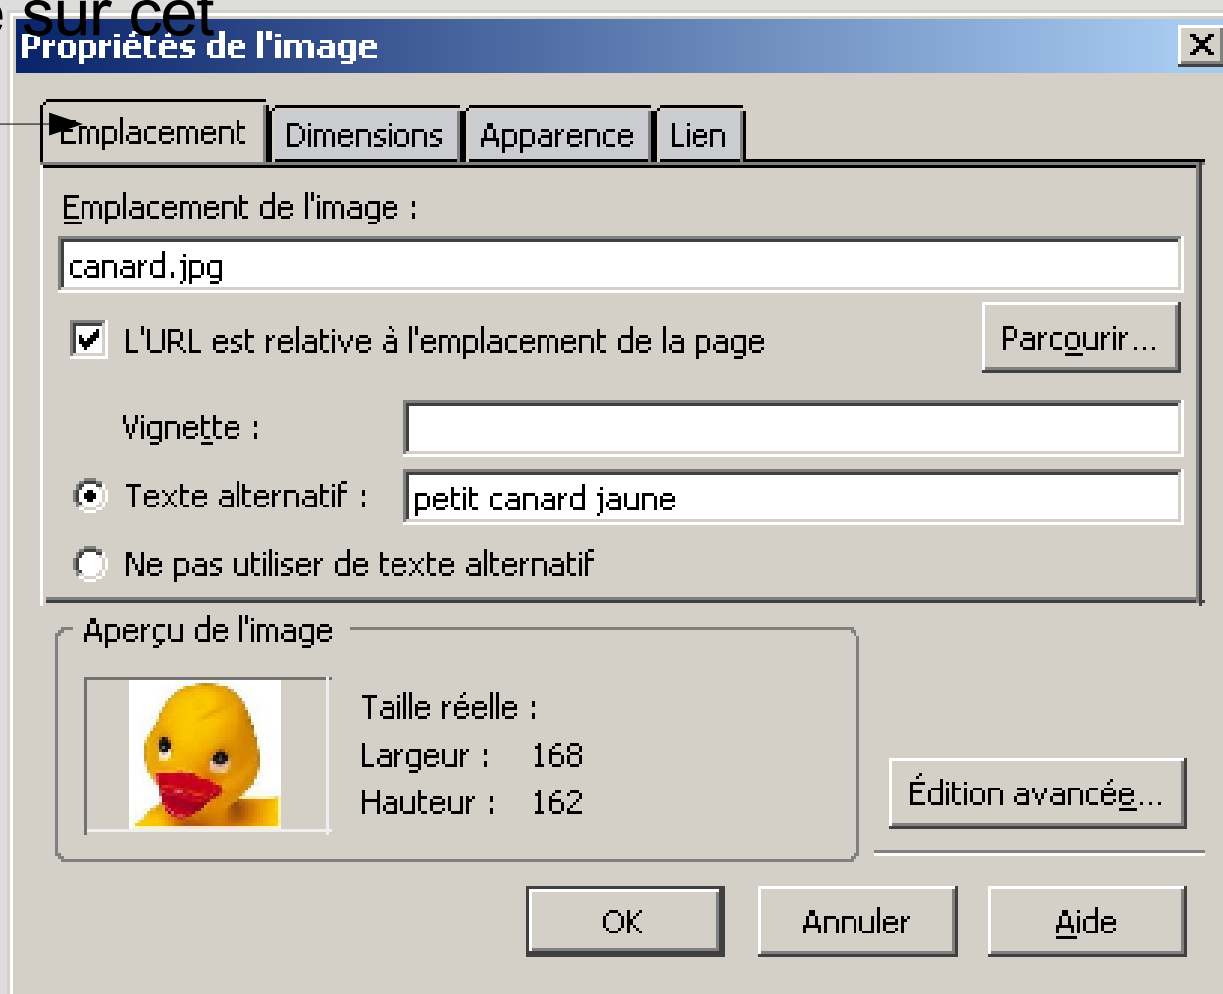 e sur cet
Propriétés de l'image
Emplacement Dimensions Apparence Lien
Emplacement de l'image :
canard.jpg
L'URL est relative à l'emplacement de la page
Parcourir...
Vignette :
Texte alternatif : petit canard jaune
Ne pas utiliser de texte alternatif
Aperçu de l'image
Taille réelle :
Largeur : 168
Hauteur : 162
Édition avancée...
OK Annuler Aide